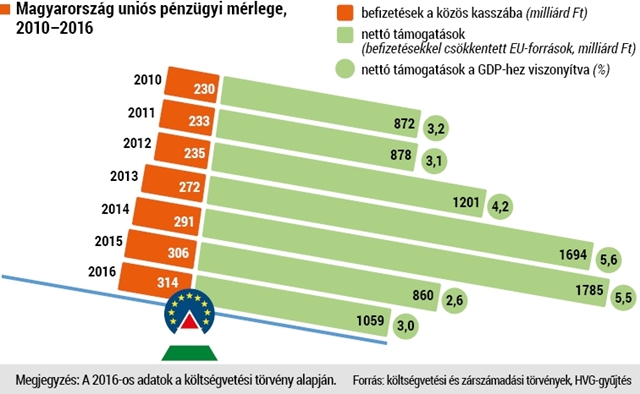 Magyarország uniós pénzügyi mérlege,
2010–2016
befizetések a közös kasszába (milliárd Ft)
nettó támogatások
(befizetésekkel csökkentett EU-források, milliárd Ft)
nettó támogatások a GDP-hez viszonyítva (%)
2010 230 872 3,2
2011 233 878 3,1
2012 235 1201 4,2
2013 272 1694 5,6
2014 291 1785 5,5
2015 306 860 2,6
2016 314 1059 3,0
Megjegyzés: A 2016-os adatok a költségvetési törvény alapján. Forrás: költségvetési és zárszámadási törvények, HVG-gyűjtés